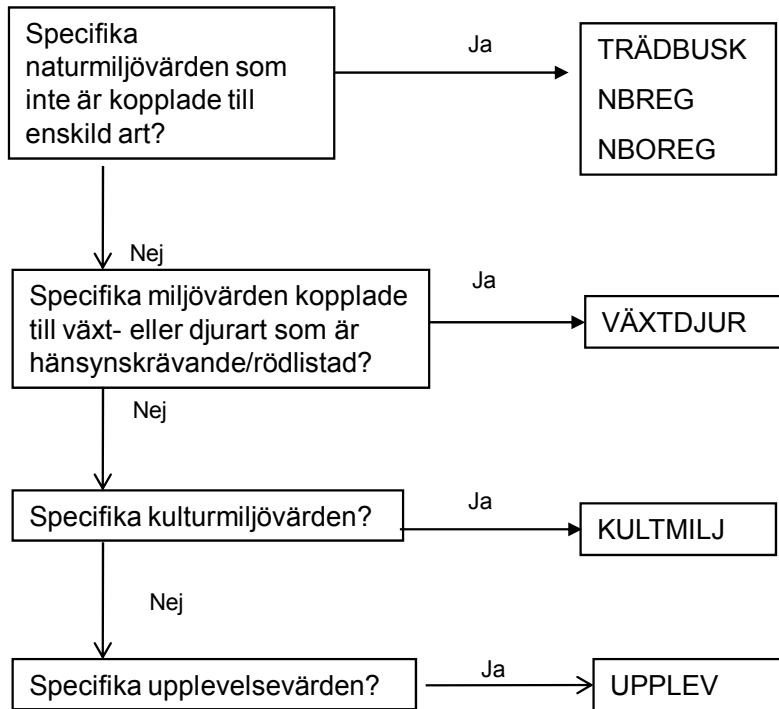 Specifika
naturmiljövärden som
inte är kopplade till
enskild art?
Ja
TRÄDBUSK
NBREG
NBOREG
Nej
Specifika miljövärden kopplade
till växt- eller djurart som är
hänsynskrävande/rödlistad?
Ja
VÄXTDJUR
Nej
Specifika kulturmiljövärden?
Ja
KULTMILJ
Nej
Specifika upplevelsevärden?
Ja
UPPLEV